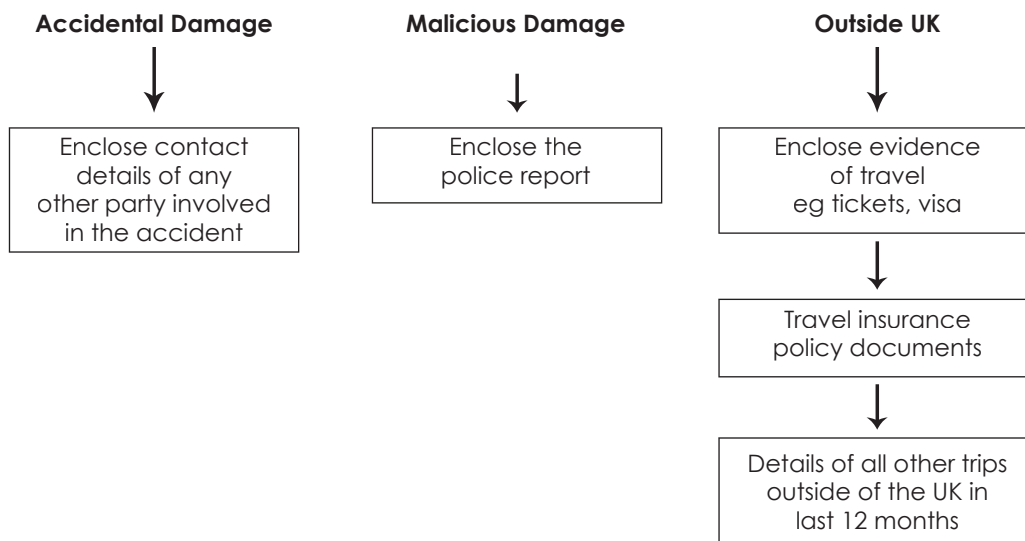 Accidental Damage
Enclose contact
details of any
other party involved
in the accident
Malicious Damage
Enclose the
police report
Outside UK
Enclose evidence
of travel
eg tickets, visa
Travel insurance
policy documents
Details of all other trips
outside of the UK in
last 12 months